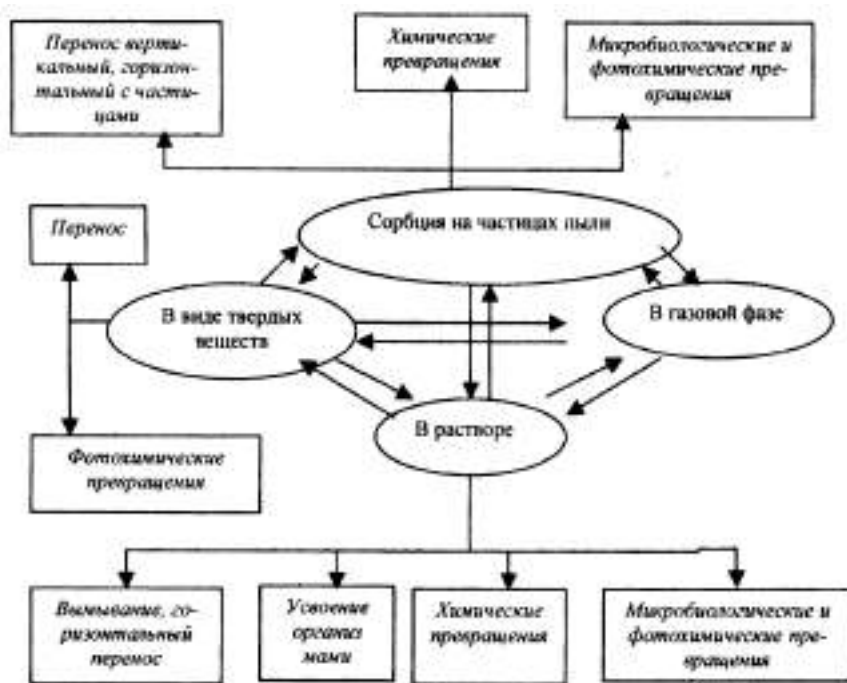 Перенос верти-
кальный, горизон-
тальный с части-
цами
Химические
превращения
Микробиологические и
фотохимические пре-
вращения
Сорбция на частицах пыли
Перенос
В виде твердых
веществ
В газовой фазе
В растворе
Фотохимические
превращения
Вымывание, го-
ризонтальный
перенос
Усвоение
организ
мами
Химические
превращения
Микробиологические и
фотохимические пре-
вращения